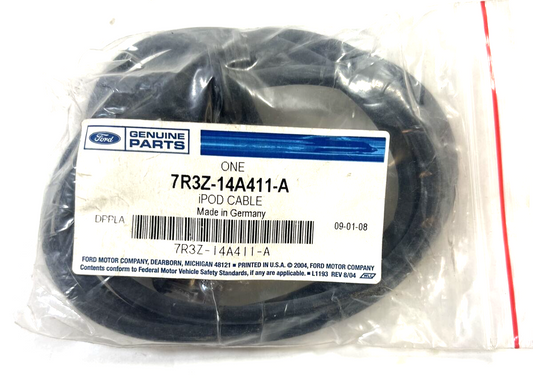 Ford
GENUINE
PARTS
ONE
7R3Z-14A411-A
iPOD CABLE
Made in Germany
DPPLA
09-01-08
7R3Z-14A411-A
FORD MOTOR COMPANY, DEARBORN, MICHIGAN 48121 ■ PRINTED IN U.S.A. © 2004, FORD MOTOR COMPANY
Contents conform to Federal Motor Vehicle Safety Standards, if any are applicable. ■ L1193 REV 8/04